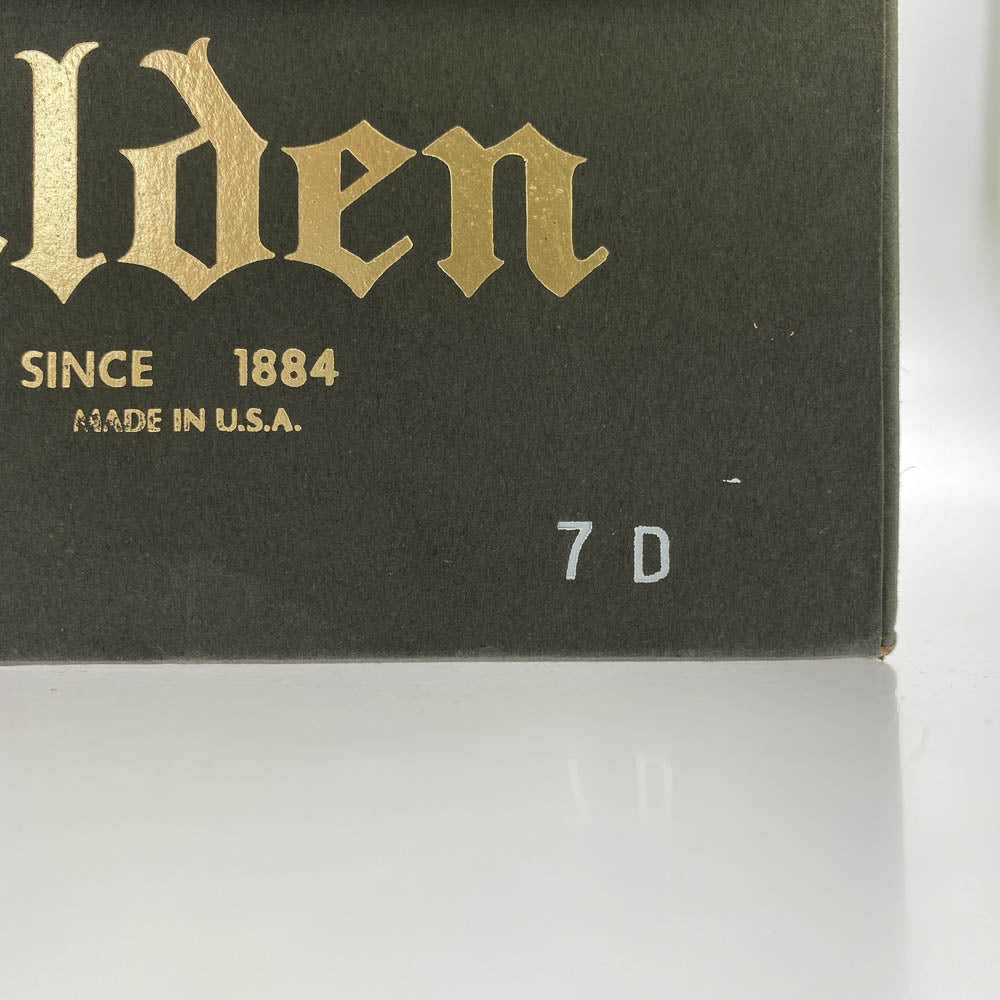 lden
SINCE 1884
MADE IN U.S.A.
7 D